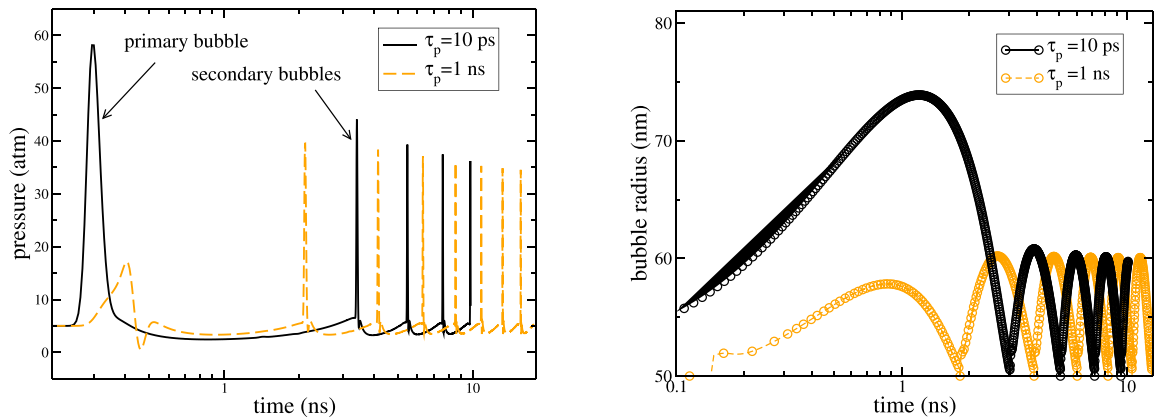 60
50
40
30
20
10
0
pressure (atm)
1
10
time (ns)
primary bubble
secondary bubbles
τp=10 ps
τp=1 ns
80
70
60
50
bubble radius (nm)
0.1
1
10
time (ns)
τp=10 ps
τp=1 ns